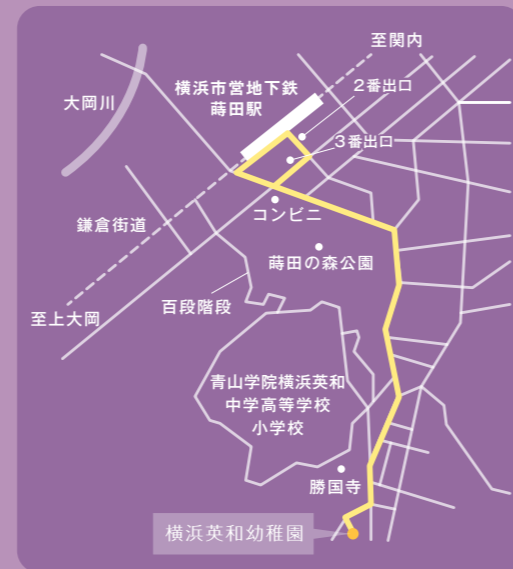 至関内
横浜市営地下鉄
蒔田駅
2番出口
大岡川
3番出口
コンビニ
鎌倉街道
蒔田の森公園
百段階段
至上大岡
青山学院横浜英和
中学高等学校
小学校
勝国寺
横浜英和幼稚園